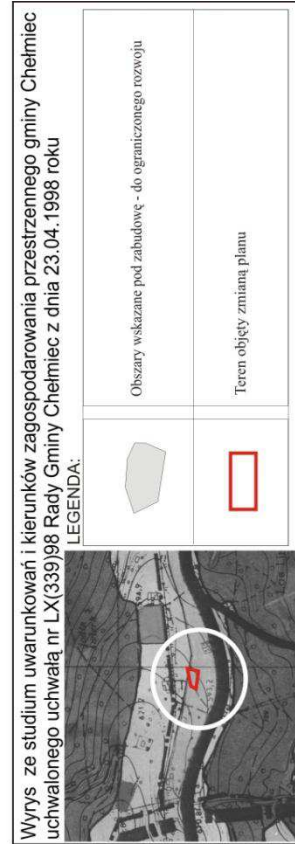 Wyrys ze studium uwarunkowań i kierunków zagospodarowania przestrzennego gminy Chełmiec
uchwalonego uchwałą nr LX(339)98 Rady Gminy Chełmiec z dnia 23.04.1998 roku
LEGENDA:
Obszary wskazane pod zabudowę - do ograniczonego rozwoju
Teren objęty zmianą planu